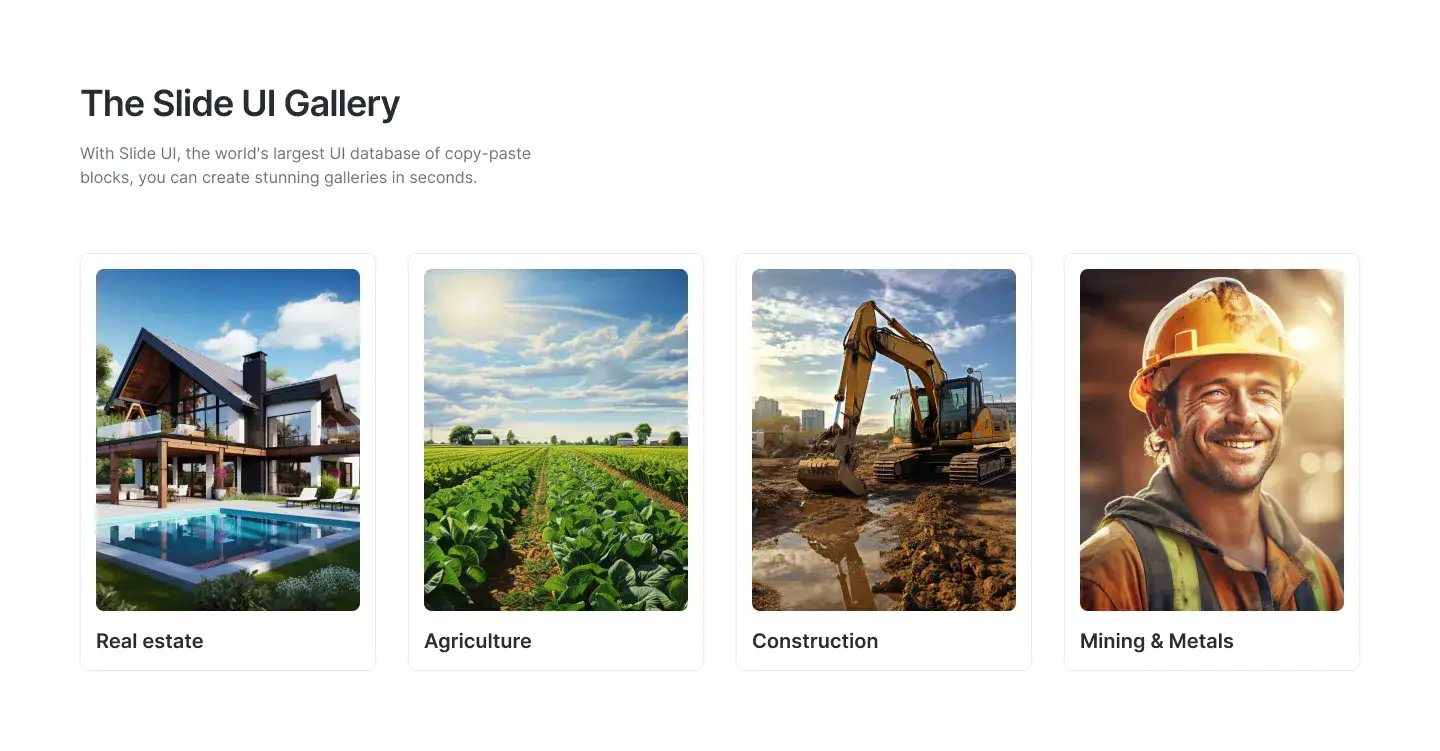 The Slide UI Gallery
With Slide UI, the world's largest UI database of copy-paste
blocks, you can create stunning galleries in seconds.
Real estate
Agriculture
Construction
Mining & Metals